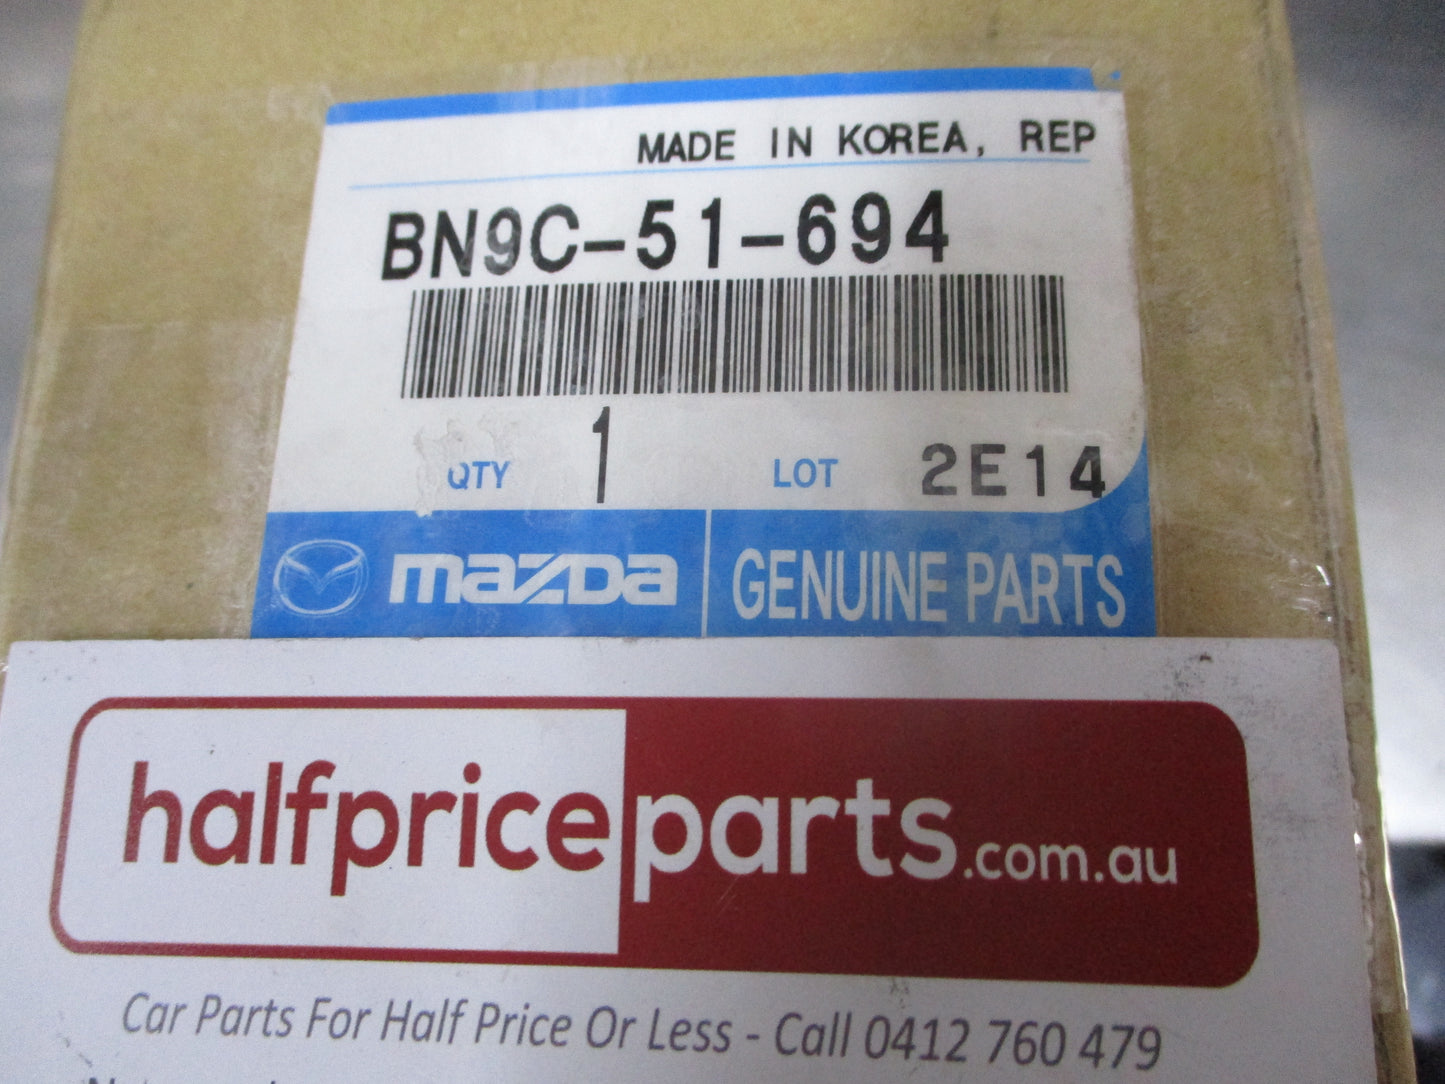 MADE IN KOREA, REP
BN9C-51-694
QTY 1 LOT 2E14
mazda GENUINE PARTS
halfpriceparts.com.au
Car Parts For Half Price Or Less - Call 0412 760 479